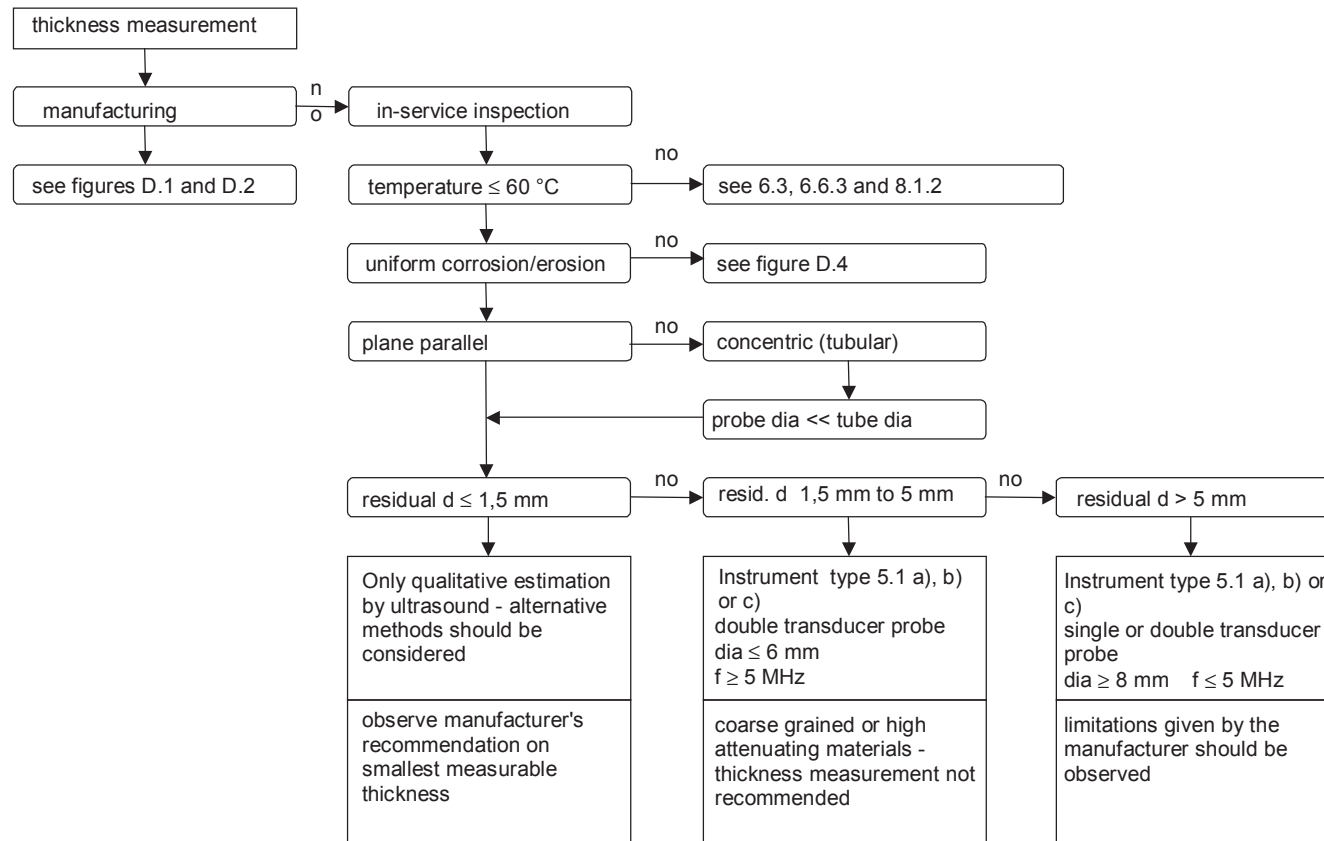 thickness measurement
manufacturing
n
o
in-service inspection
see figures D.1 and D.2
temperature ≤ 60 °C
no
see 6.3, 6.6.3 and 8.1.2
uniform corrosion/erosion
no
see figure D.4
plane parallel
no
concentric (tubular)
probe dia << tube dia
residual d ≤ 1,5 mm
no
resid. d 1,5 mm to 5 mm
no
residual d > 5 mm
Only qualitative estimation
by ultrasound - alternative
methods should be
considered
Instrument type 5.1 a), b)
or c)
double transducer probe
dia ≤ 6 mm
f ≥ 5 MHz
Instrument type 5.1 a), b) or
c)
single or double transducer
probe
dia ≥ 8 mm f ≤ 5 MHz
observe manufacturer's
recommendation on
smallest measurable
thickness
coarse grained or high
attenuating materials -
thickness measurement not
recommended
limitations given by the
manufacturer should be
observed